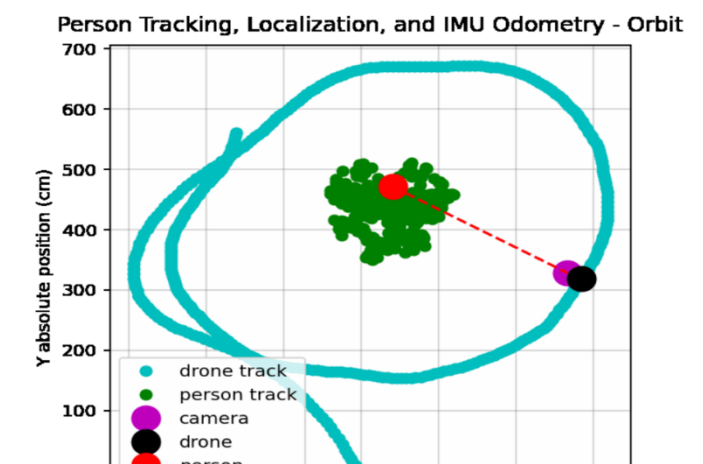 Person Tracking, Localization, and IMU Odometry - Orbit
700
600
500
400
300
200
100
Y absolute position (cm)
drone track
person track
camera
drone
person